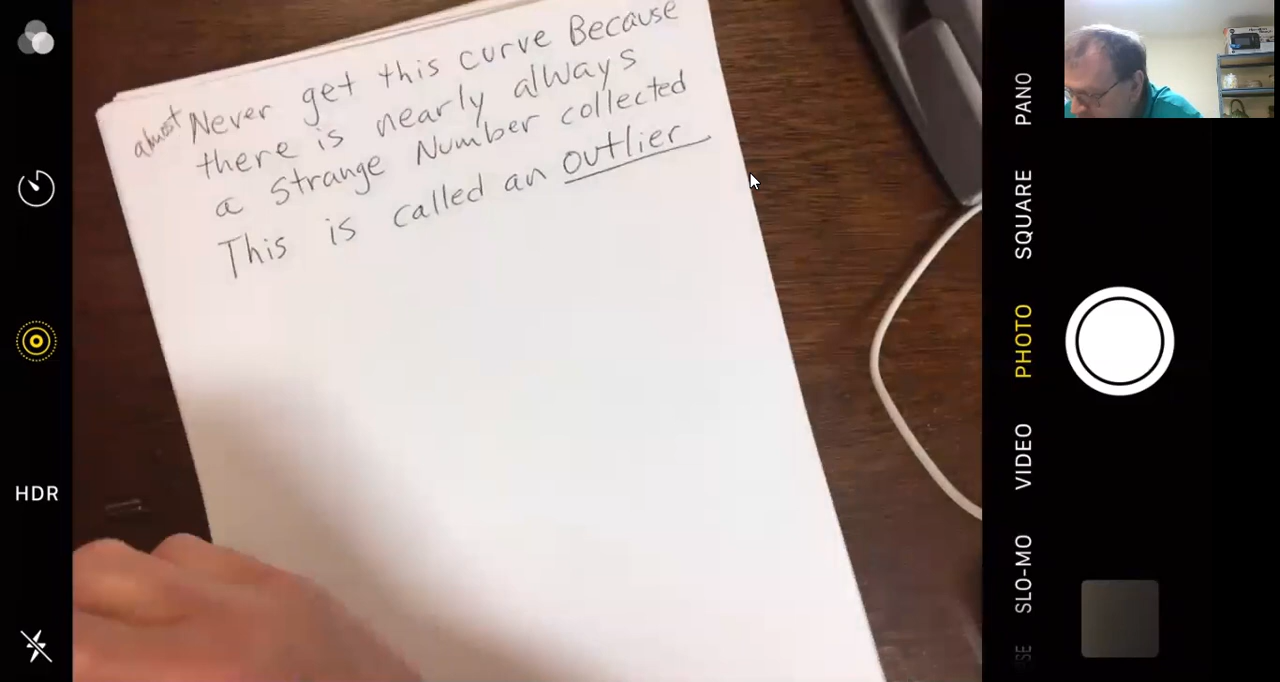 almost Never get this curve Because
there is nearly always
a Strange Number collected
This is called an outlier
HDR
PANO
SQUARE
PHOTO
VIDEO
SLO-MO
SE